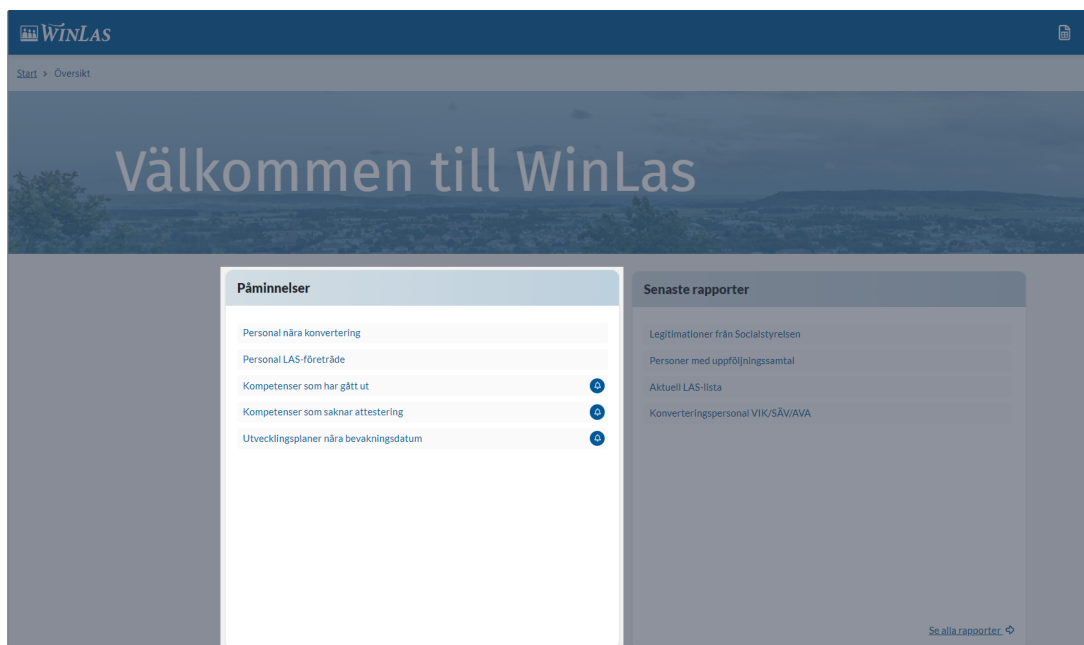 WinLas
Start > Översikt
Välkommen till WinLas
Påminnelser
Personal nära konvertering
Personal LAS-företräde
Kompetenser som har gått ut
Kompetenser som saknar attestering
Utvecklingsplaner nära bevakningsdatum
Senaste rapporter
Legitimationer från Socialstyrelsen
Personer med uppföljningssamtal
Aktuell LAS-lista
Konverteringspersonal VIK/SÄV/AVA
Se alla rapporter